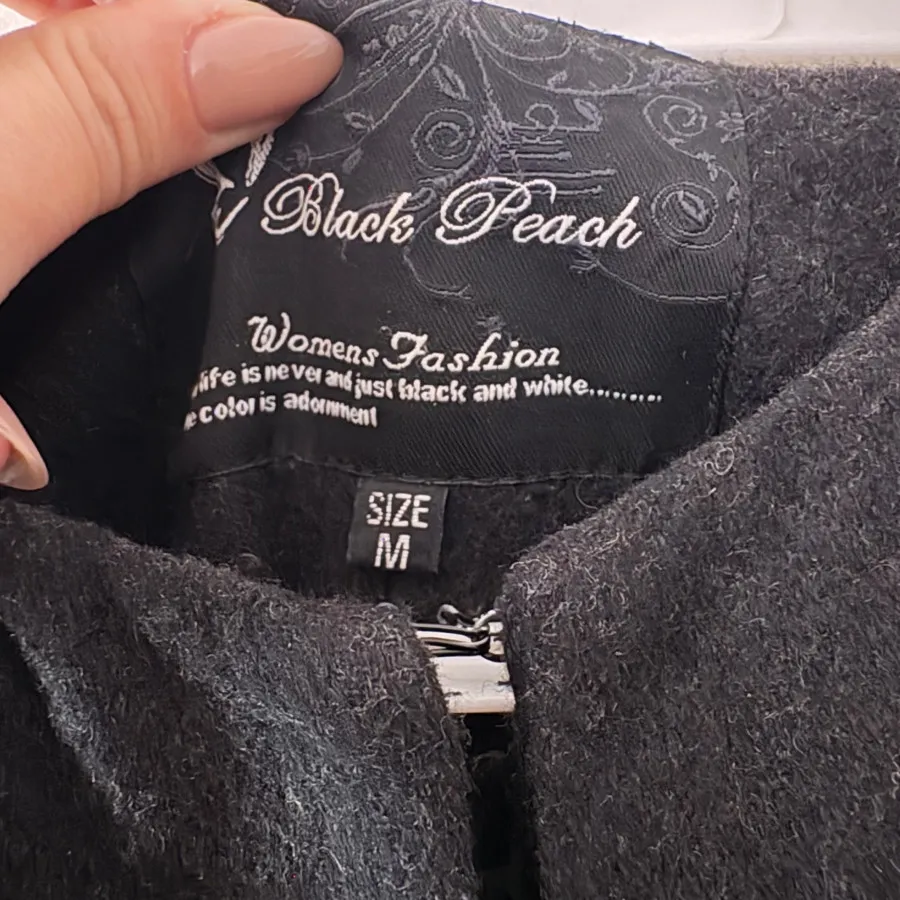 Black Peach
Womens Fashion
life is never and just black and white.........
e color is adornment
SIZE
M